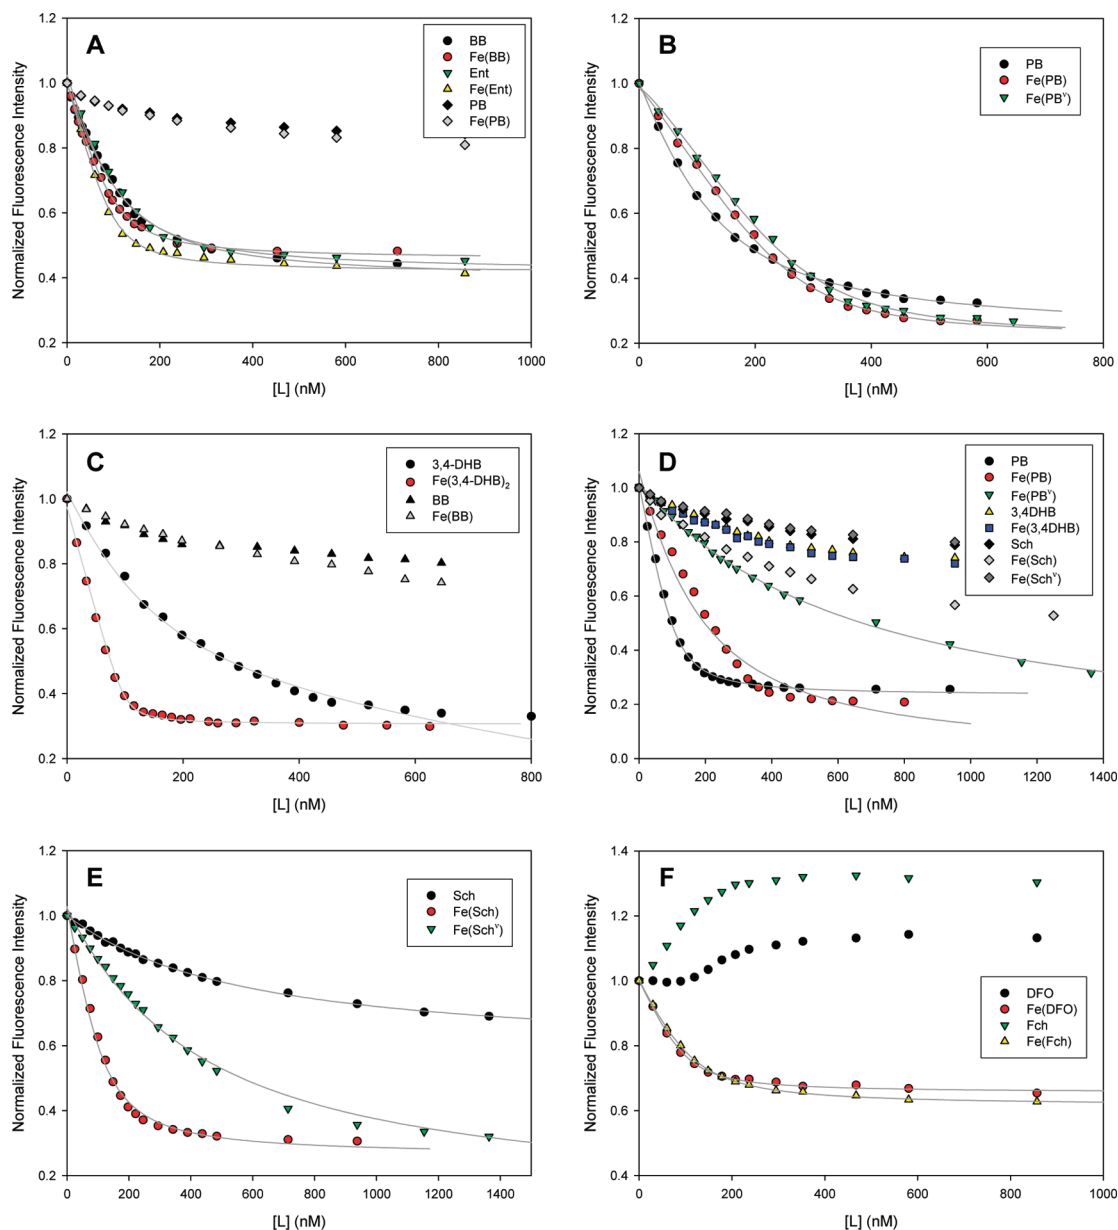 A
BB
Fe(BB)
Ent
Fe(Ent)
PB
Fe(PB)
Normalized Fluorescence Intensity
1.2
1.0
0.8
0.6
0.4
0.2
0 200 400 600 800 1000
[L] (nM)
B
PB
Fe(PB)
Fe(PBᵛ)
Normalized Fluorescence Intensity
1.2
1.0
0.8
0.6
0.4
0.2
0 200 400 600 800
[L] (nM)
C
3,4-DHB
Fe(3,4-DHB)₂
BB
Fe(BB)
Normalized Fluorescence Intensity
1.2
1.0
0.8
0.6
0.4
0.2
0 200 400 600 800
[L] (nM)
D
PB
Fe(PB)
Fe(PBᵛ)
3,4DHB
Fe(3,4DHB)
Sch
Fe(Sch)
Fe(Schᵛ)
Normalized Fluorescence Intensity
1.2
1.0
0.8
0.6
0.4
0.2
0.0
0 200 400 600 800 1000 1200 1400
[L] (nM)
E
Sch
Fe(Sch)
Fe(Schᵛ)
Normalized Fluorescence Intensity
1.2
1.0
0.8
0.6
0.4
0.2
0 200 400 600 800 1000 1200 1400
[L] (nM)
F
DFO
Fe(DFO)
Fch
Fe(Fch)
Normalized Fluorescence Intensity
1.4
1.2
1.0
0.8
0.6
0.4
0 200 400 600 800 1000
[L] (nM)